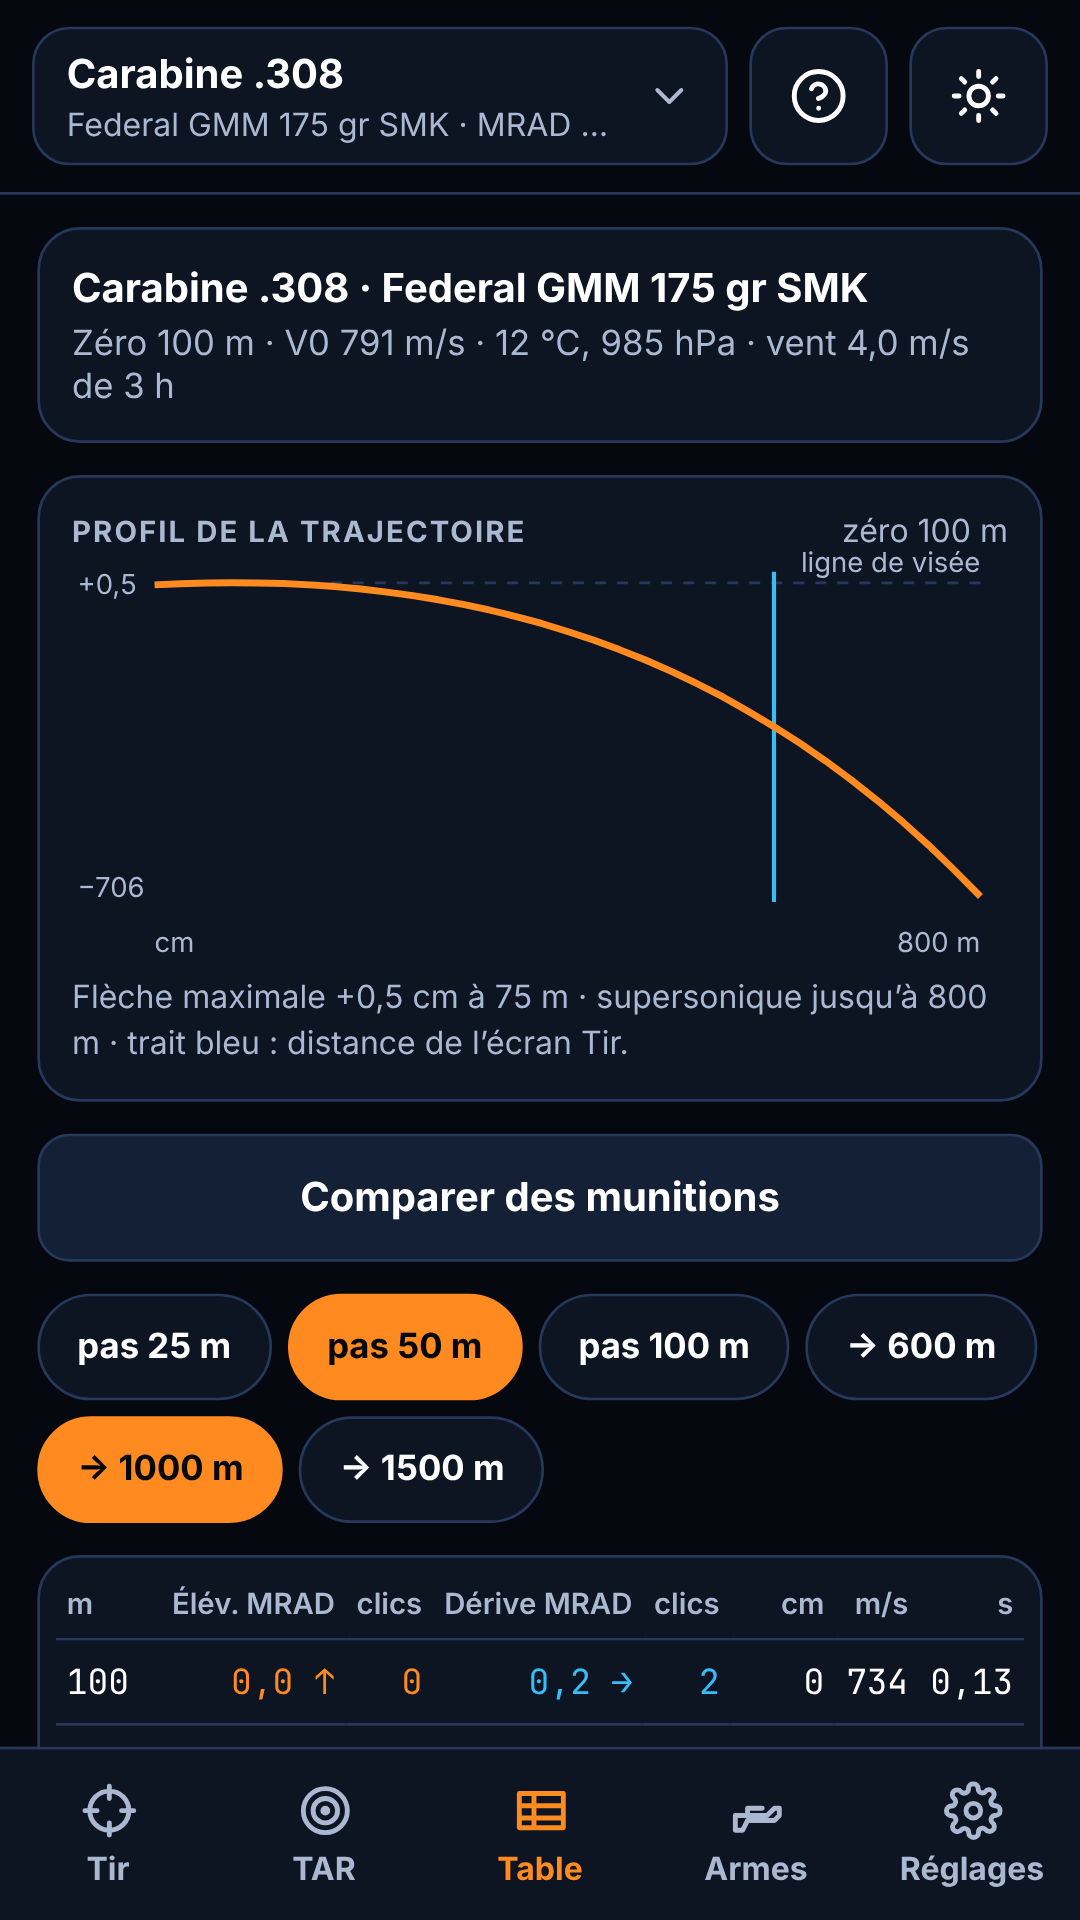 Carabine .308
Federal GMM 175 gr SMK · MRAD ...
Carabine .308 · Federal GMM 175 gr SMK
Zéro 100 m · V0 791 m/s · 12 °C, 985 hPa · vent 4,0 m/s
de 3 h
PROFIL DE LA TRAJECTOIRE
zéro 100 m
ligne de visée
+0,5
−706
cm
800 m
Flèche maximale +0,5 cm à 75 m · supersonique jusqu’à 800
m · trait bleu : distance de l’écran Tir.
Comparer des munitions
pas 25 m pas 50 m pas 100 m → 600 m
→ 1000 m → 1500 m
m Élév. MRAD clics Dérive MRAD clics cm m/s s
100 0,0 ↑ 0 0,2 → 2 0 734 0,13
Tir TAR Table Armes Réglages